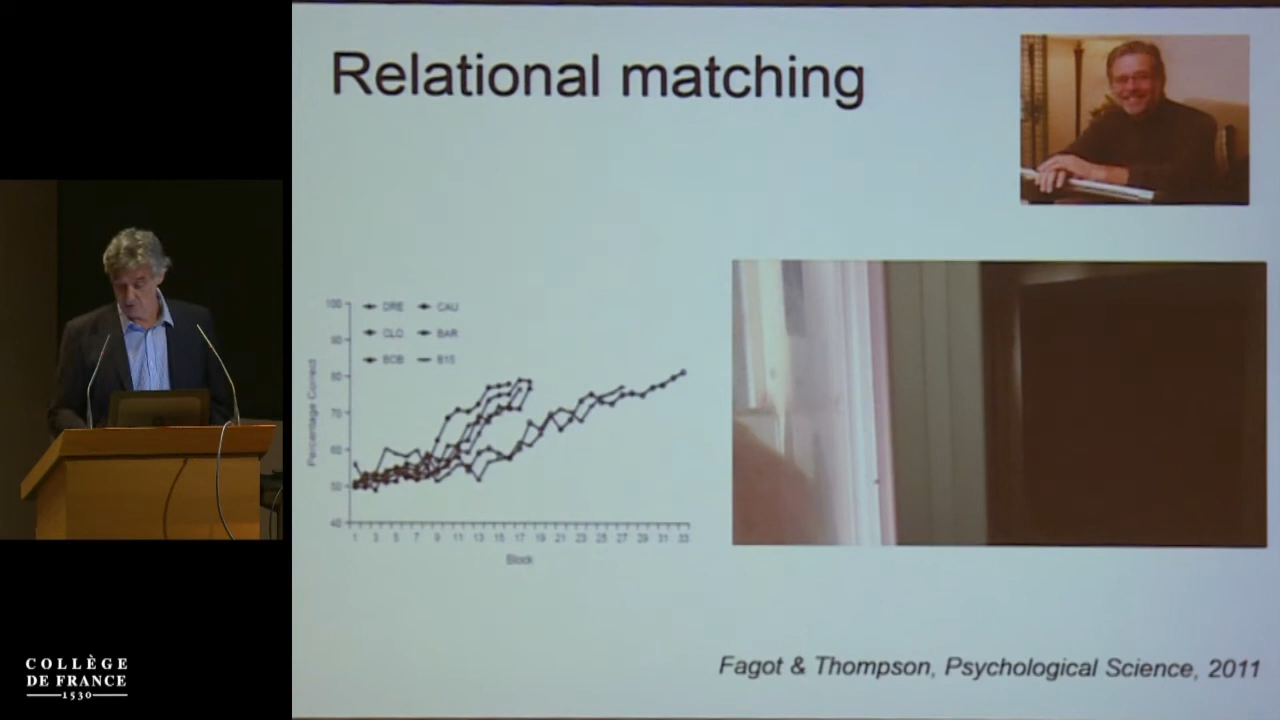 Relational matching
100
90
80
70
60
50
40
Percentage Correct
DRE CAU
CLO BAR
BOB B15
1 3 5 7 9 11 13 15 17 19 21 23 25 27 29 31 33
Block
Fagot & Thompson, Psychological Science, 2011
COLLÈGE
DE FRANCE
1530